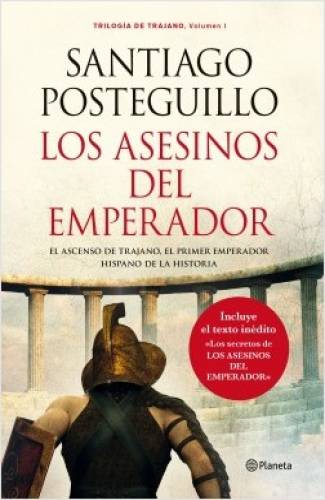 TRILOGÍA DE TRAJANO, Volumen I
SANTIAGO
POSTEGUILLO
LOS ASESINOS
DEL
EMPERADOR
EL ASCENSO DE TRAJANO, EL PRIMER EMPERADOR
HISPANO DE LA HISTORIA
Incluye
el texto inédito
«Los secretos de
LOS ASESINOS
DEL
EMPERADOR»
Planeta